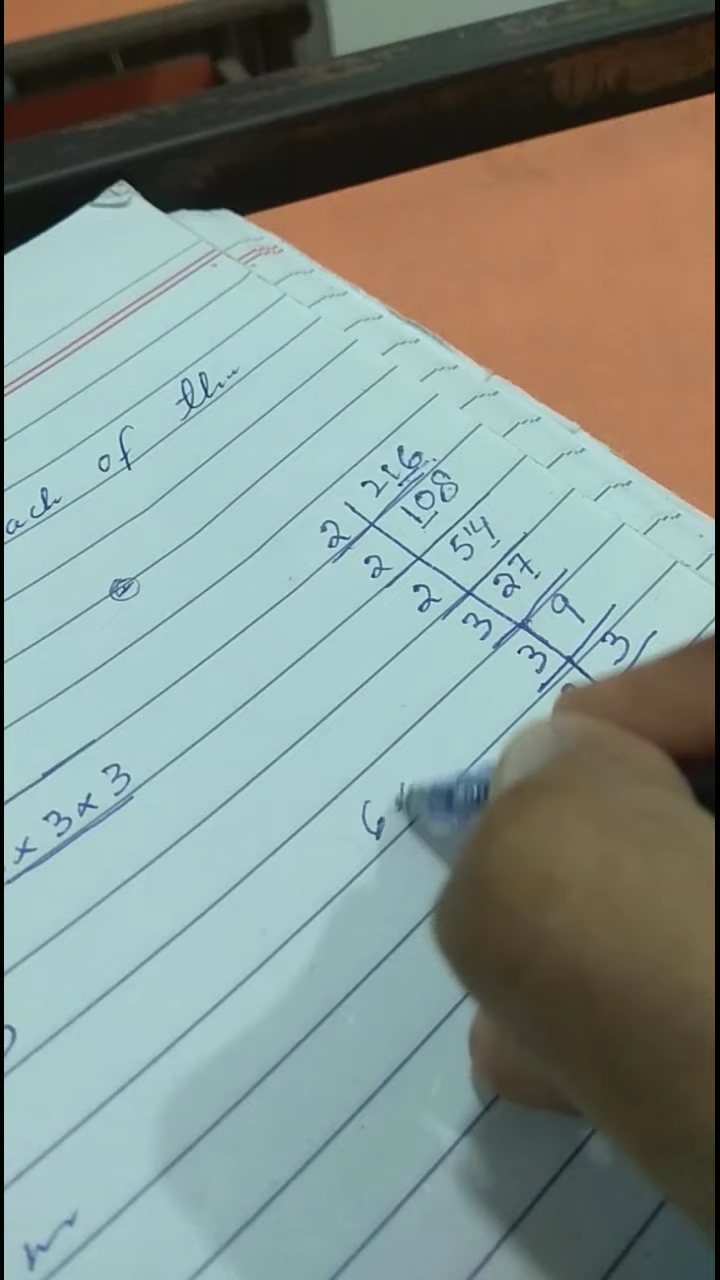 ach of the
2 | 216
2 | 108
2 | 54
3 | 27
3 | 9
3
x 3 x 3
6